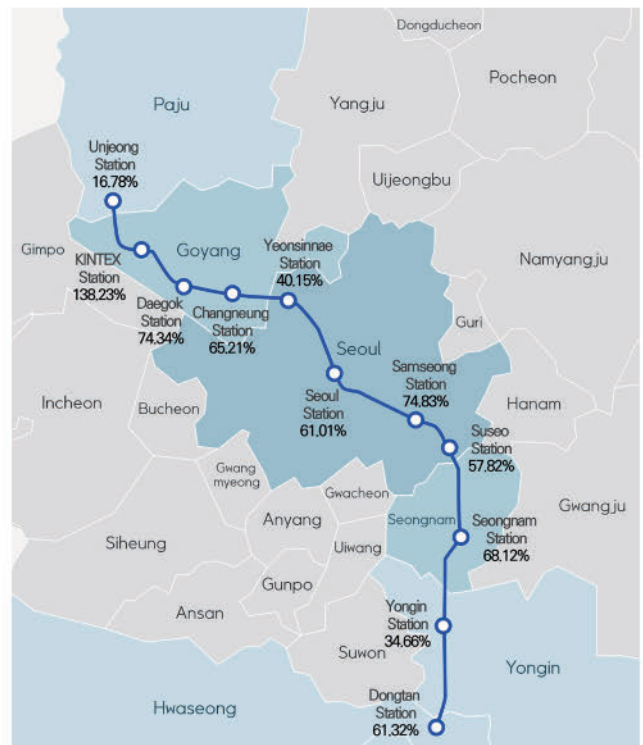 Dongducheon
Pocheon
Paju
Yangju
Unjeong
Station
16.78%
Uijeongbu
Gimpo
Goyang
Yeonsinnae
Station
40.15%
Namyangju
KINTEX
Station
138.23%
Daegok
Station
74.34%
Changneung
Station
65.21%
Guri
Seoul
Samseong
Station
74.83%
Incheon
Bucheon
Seoul
Station
61.01%
Hanam
Suseo
Station
57.82%
Gwang
myeong
Gwacheon
Gwangju
Anyang
Seongnam
Seongnam
Station
68.12%
Siheung
Uiwang
Gunpo
Ansan
Yongin
Station
34.66%
Suwon
Yongin
Hwaseong
Dongtan
Station
61.32%